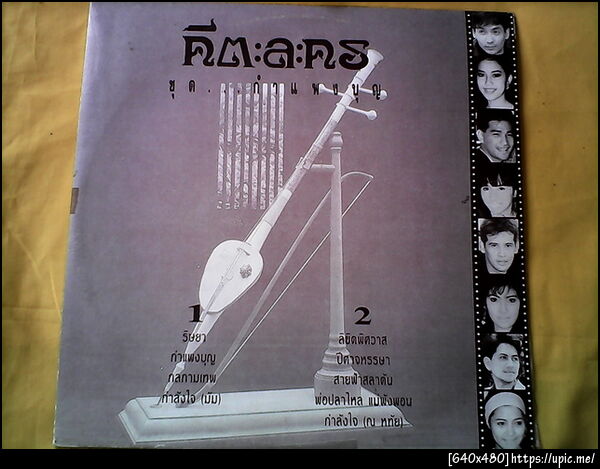 คีตะละคร
ชุด...กำแพงบุญ
1
ริษยา
กำแพงบุญ
กลกามเทพ
กำลังใจ (มัม)
2
ลิขิตพิศวาส
ปีศาจหรรษา
สายฟ้าสลาตัน
พ่อปลาไหล แม่พังพอน
กำลังใจ (ณ หทัย)
[640x480]https://upic.me/